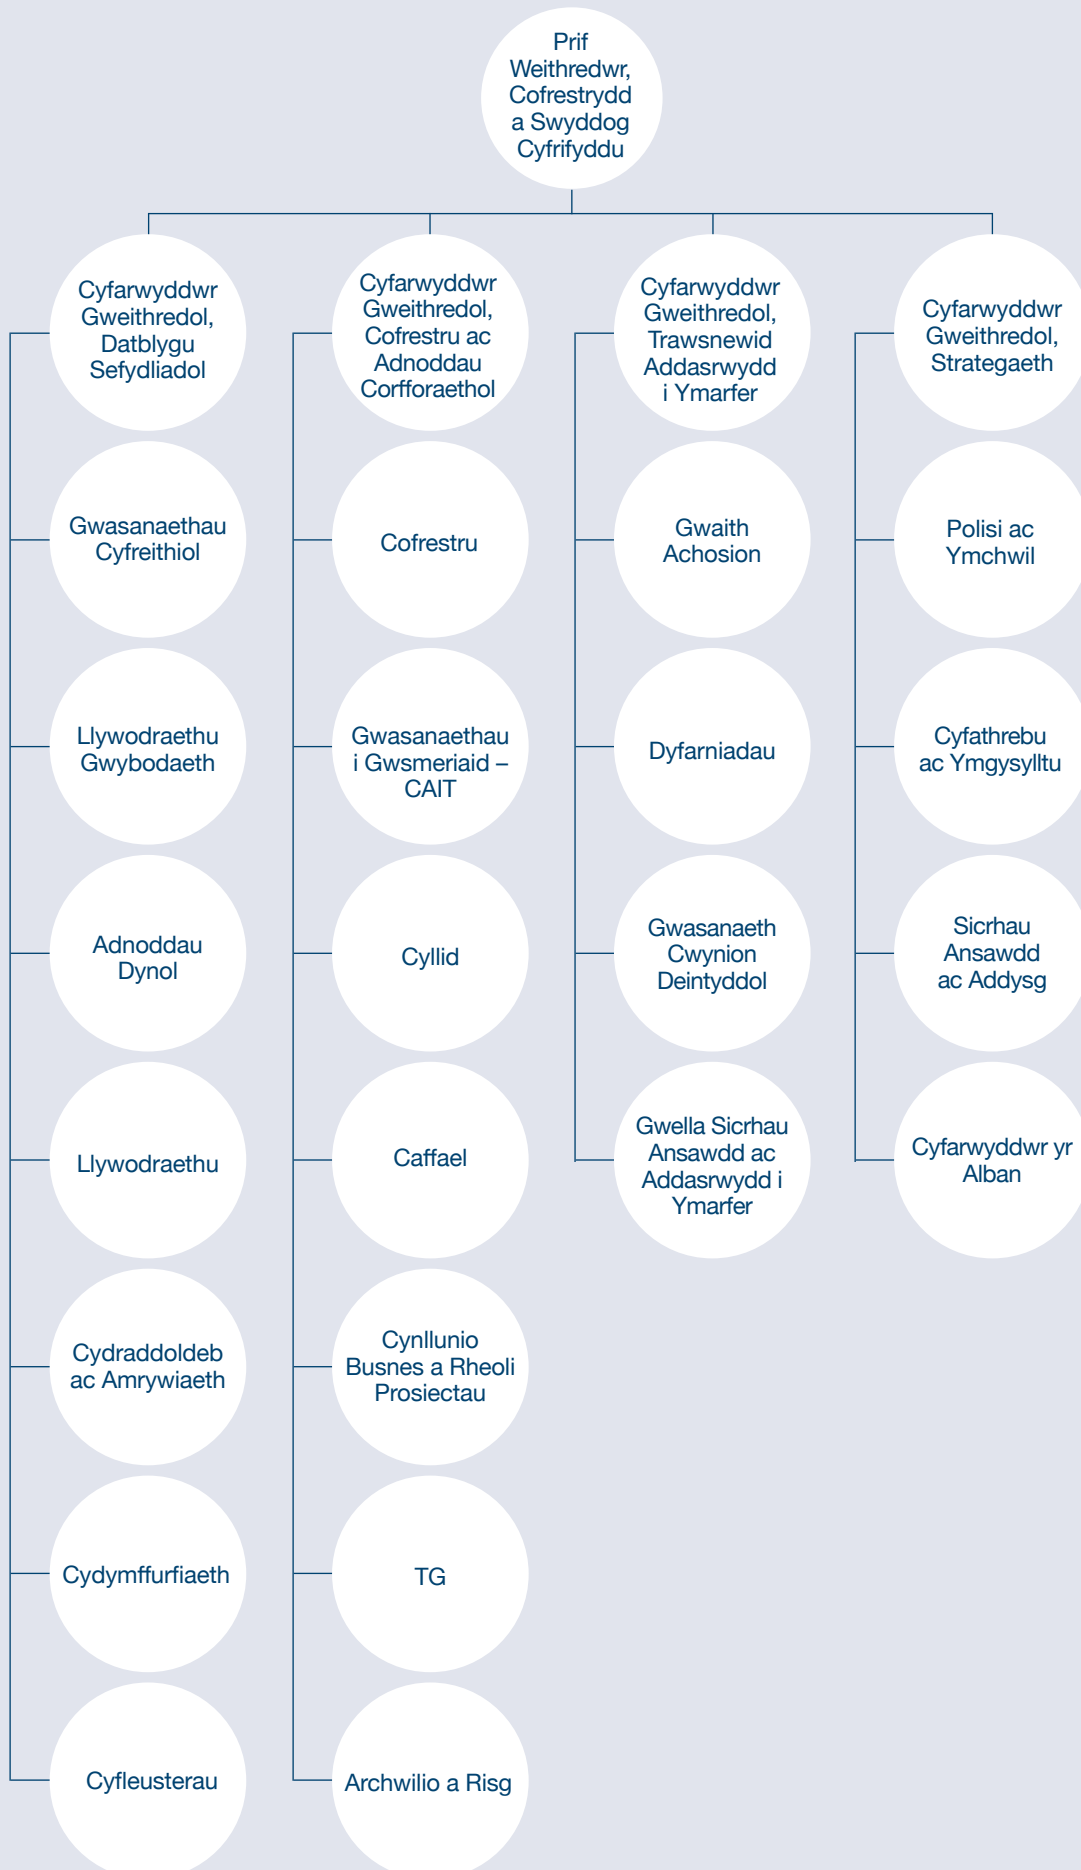 Prif
Weithredwr,
Cofrestrydd
a Swyddog
Cyfrifyddu
Cyfarwyddwr
Gweithredol,
Datblygu
Sefydliadol
Gwasanaethau
Cyfreithiol
Llywodraethu
Gwybodaeth
Adnoddau
Dynol
Llywodraethu
Cydraddoldeb
ac Amrywiaeth
Cydymffurfiaeth
Cyfleusterau
Cyfarwyddwr
Gweithredol,
Cofrestru ac
Adnoddau
Corfforaethol
Cofrestru
Gwasanaethau
i Gwsmeriaid –
CAIT
Cyllid
Caffael
Cynllunio
Busnes a Rheoli
Prosiectau
TG
Archwilio a Risg
Cyfarwyddwr
Gweithredol,
Trawsnewid
Addasrwydd
i Ymarfer
Gwaith
Achosion
Dyfarniadau
Gwasanaeth
Cwynion
Deintyddol
Gwella Sicrhau
Ansawdd ac
Addasrwydd i
Ymarfer
Cyfarwyddwr
Gweithredol,
Strategaeth
Polisi ac
Ymchwil
Cyfathrebu
ac Ymgysylltu
Sicrhau
Ansawdd
ac Addysg
Cyfarwyddwr yr
Alban